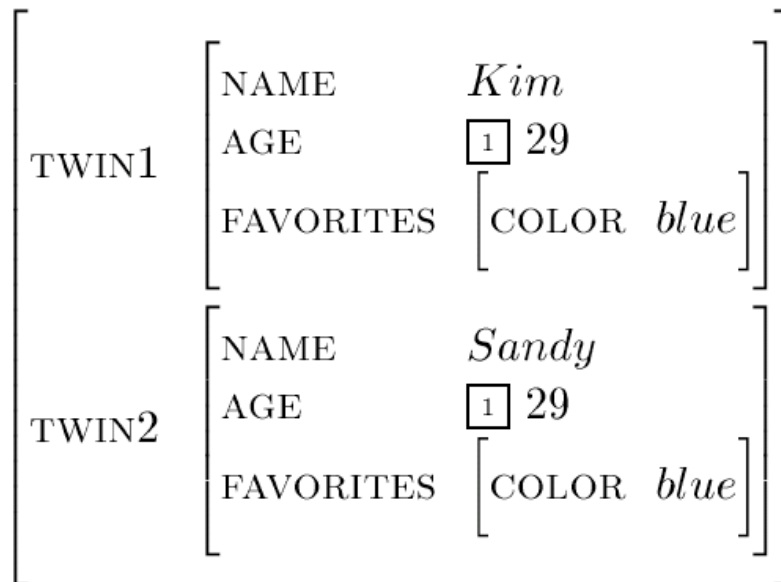 NAME Kim
AGE 1 29
TWIN1
FAVORITES COLOR blue
NAME Sandy
AGE 1 29
TWIN2
FAVORITES COLOR blue